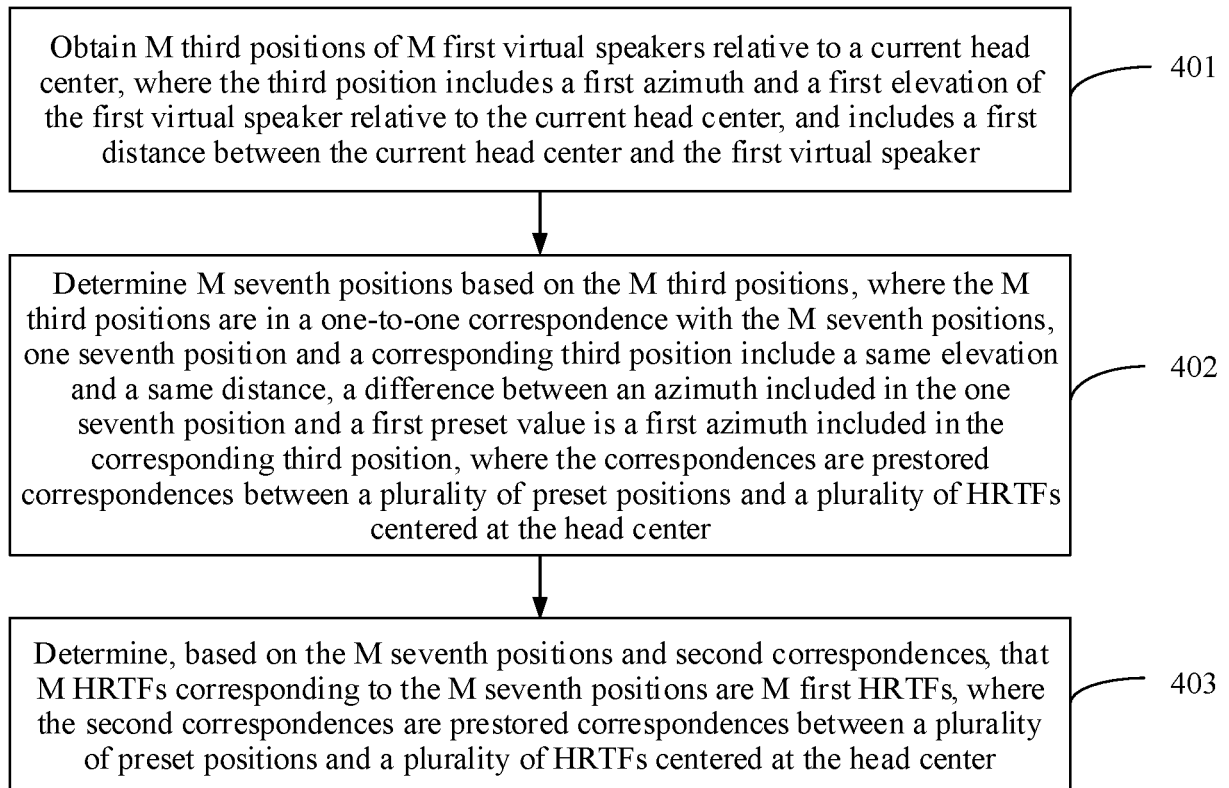 Obtain M third positions of M first virtual speakers relative to a current head
center, where the third position includes a first azimuth and a first elevation of
the first virtual speaker relative to the current head center, and includes a first
distance between the current head center and the first virtual speaker
401
Determine M seventh positions based on the M third positions, where the M
third positions are in a one-to-one correspondence with the M seventh positions,
one seventh position and a corresponding third position include a same elevation
and a same distance, a difference between an azimuth included in the one
seventh position and a first preset value is a first azimuth included in the
corresponding third position, where the correspondences are prestored
correspondences between a plurality of preset positions and a plurality of HRTFs
centered at the head center
402
Determine, based on the M seventh positions and second correspondences, that
M HRTFs corresponding to the M seventh positions are M first HRTFs, where
the second correspondences are prestored correspondences between a plurality
of preset positions and a plurality of HRTFs centered at the head center
403